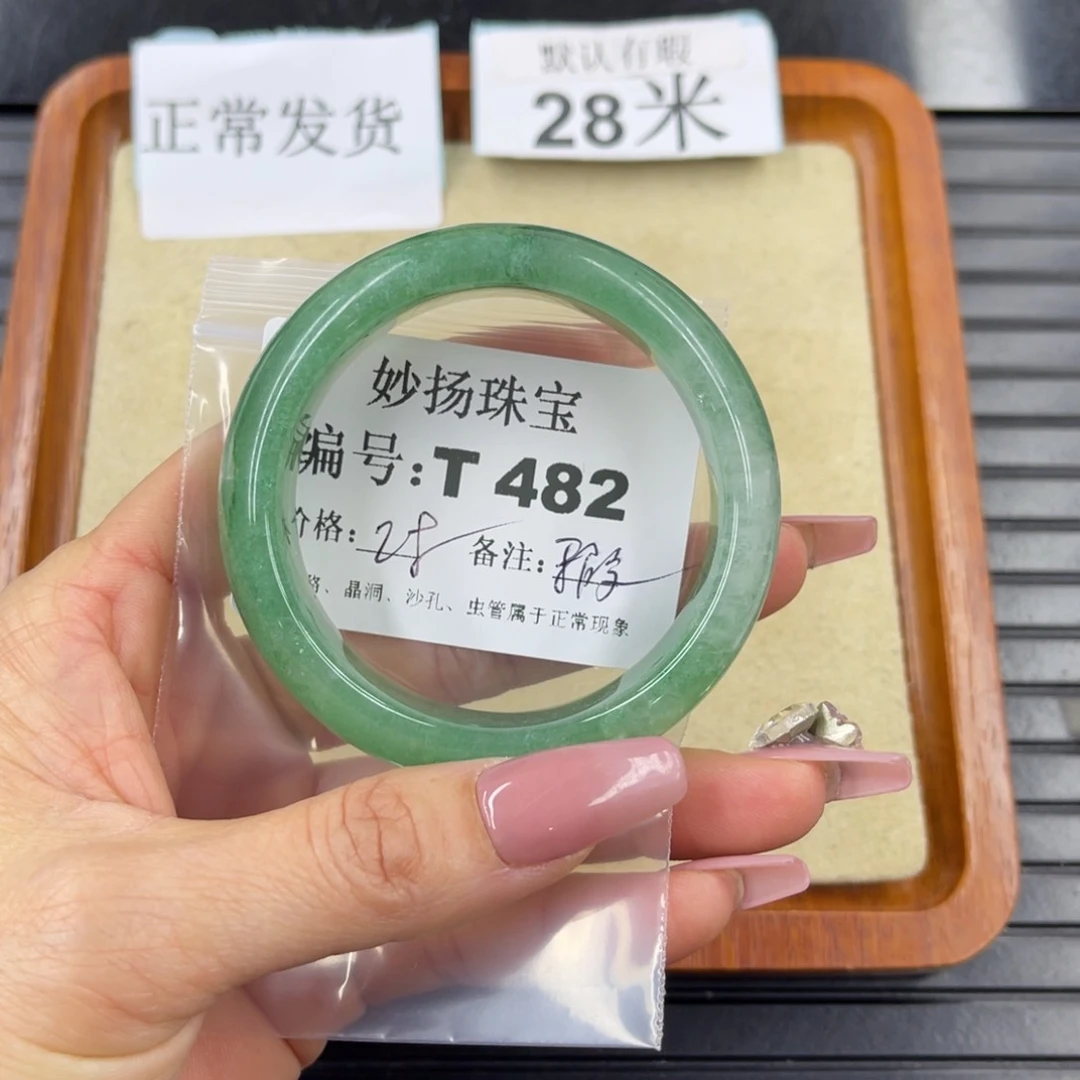 正常发货
默认有暇
28米
妙扬珠宝
编号:T 482
价格: 28 备注:
、晶洞、沙孔、虫管属于正常现象